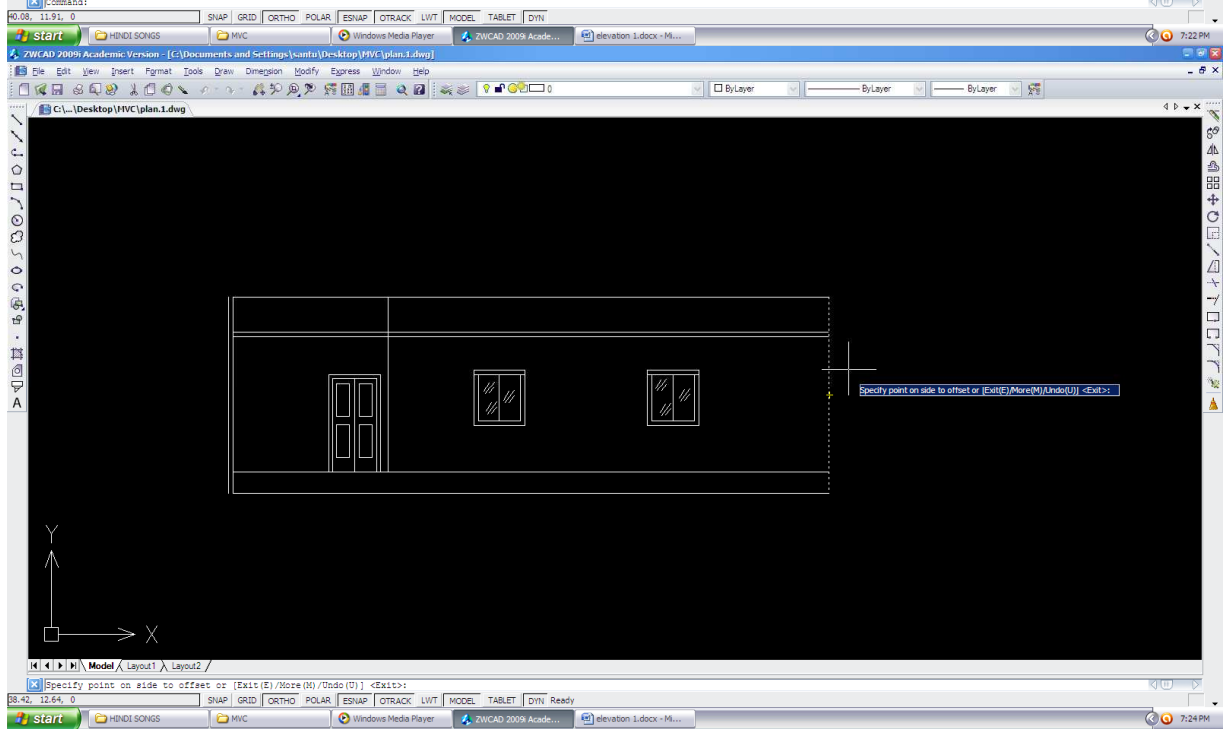 Command:
40.08, 11.91, 0 SNAP GRID ORTHO POLAR ESNAP OTRACK LWT MODEL TABLET DYN
start HINDI SONGS MVC Windows Media Player ZWCAD 2009i Acade... elevation 1.docx - Mi... 7:22 PM
ZWCAD 2009i Academic Version - [C:\Documents and Settings\santu\Desktop\MVC\plan.1.dwg]
File Edit View Insert Format Tools Draw Dimension Modify Express Window Help
0 ByLayer ByLayer ByLayer
C:\...\Desktop\MVC\plan.1.dwg
A
Specify point on side to offset or [Exit(E)/More(M)/Undo(U)] <Exit>:
Y
X
Model Layout1 Layout2
Specify point on side to offset or [Exit(E)/More(M)/Undo(U)] <Exit>:
38.42, 12.64, 0 SNAP GRID ORTHO POLAR ESNAP OTRACK LWT MODEL TABLET DYN Ready
start HINDI SONGS MVC Windows Media Player ZWCAD 2009i Acade... elevation 1.docx - Mi... 7:24 PM